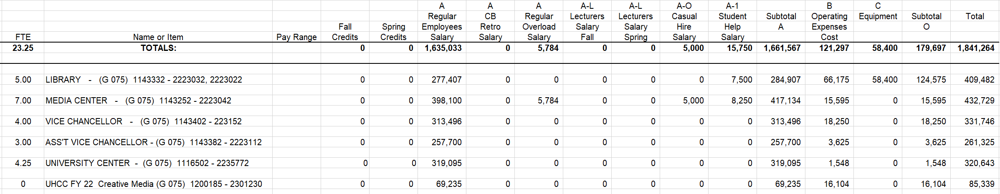 A A A A-L A-L A-O A-1 B C
Regular CB Regular Lecturers Lecturers Casual Student Subtotal Operating Equipment Subtotal Total
Fall Spring Employees Retro Overload Salary Salary Hire Help A Expenses O
FTE Name or Item Pay Range Credits Credits Salary Salary Salary Fall Spring Salary Salary Cost
23.25 TOTALS: 0 0 1,635,033 0 5,784 0 0 5,000 15,750 1,661,567 121,297 58,400 179,697 1,841,264
5.00 LIBRARY - (G 075) 1143332 - 2223032, 2223022 0 0 277,407 0 0 0 0 0 7,500 284,907 66,175 58,400 124,575 409,482
7.00 MEDIA CENTER - (G 075) 1143252 - 2223042 0 0 398,100 0 5,784 0 0 5,000 8,250 417,134 15,595 0 15,595 432,729
4.00 VICE CHANCELLOR - (G 075) 1143402 - 223152 0 0 313,496 0 0 0 0 0 0 313,496 18,250 0 18,250 331,746
3.00 ASS'T VICE CHANCELLOR - (G 075) 1143382 - 2223112 0 0 257,700 0 0 0 0 0 0 257,700 3,625 0 3,625 261,325
4.25 UNIVERSITY CENTER - (G 075) 1116502 - 2235772 0 0 319,095 0 0 0 0 0 0 319,095 1,548 0 1,548 320,643
0 UHCC FY 22 Creative Media (G 075) 1200185 - 2301230 0 0 69,235 0 0 0 0 0 0 69,235 16,104 0 16,104 85,339